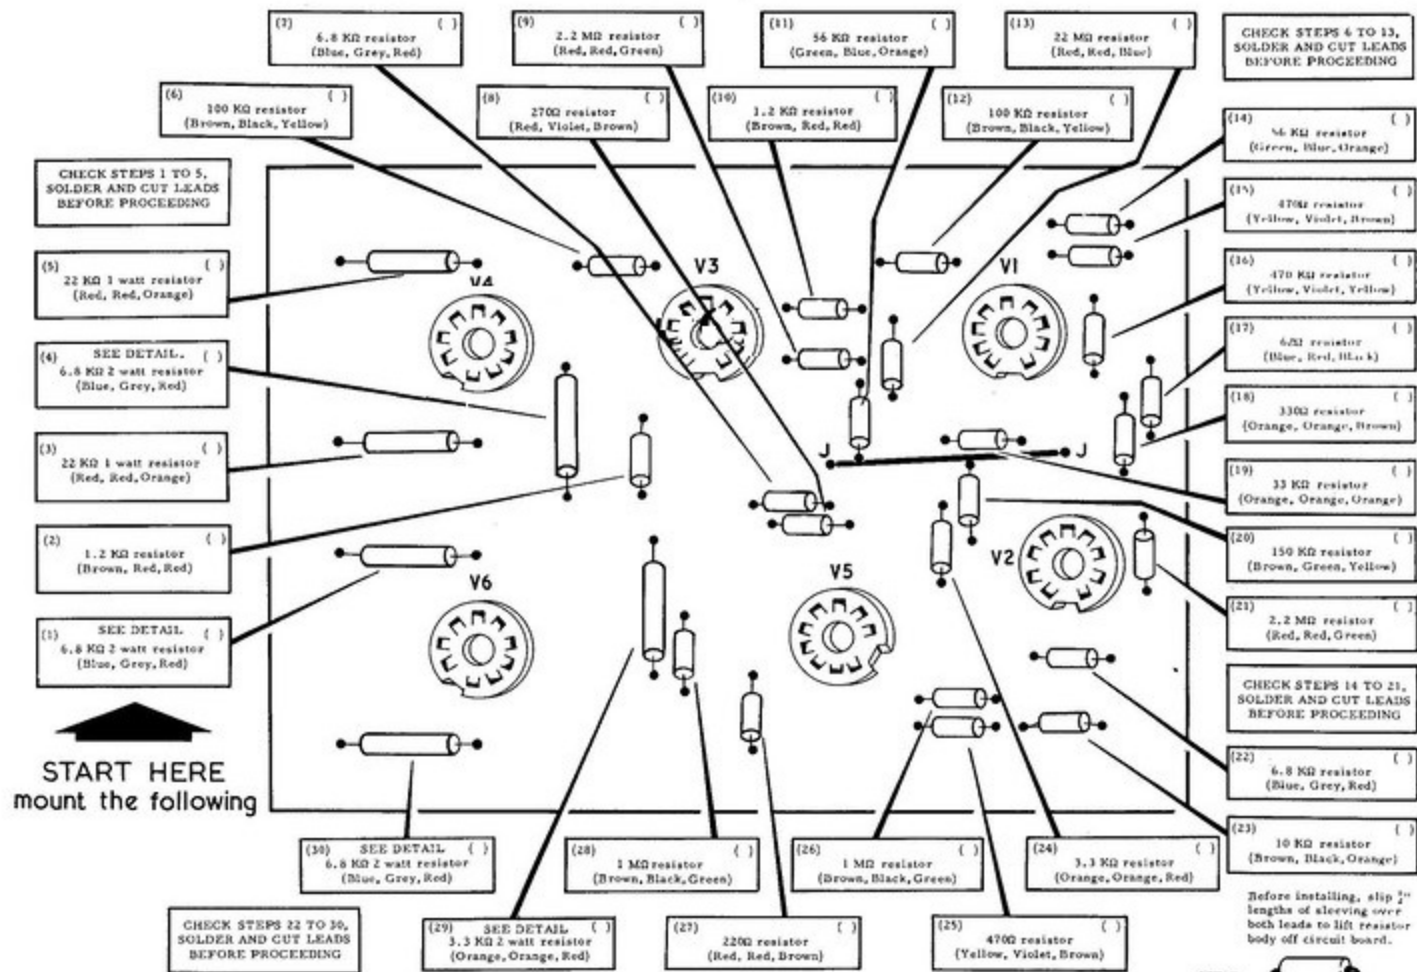 (7) ( )
6.8 KΩ resistor
(Blue, Grey, Red)
(9) ( )
2.2 MΩ resistor
(Red, Red, Green)
(11) ( )
56 KΩ resistor
(Green, Blue, Orange)
(13) ( )
22 MΩ resistor
(Red, Red, Blue)
CHECK STEPS 6 TO 13,
SOLDER AND CUT LEADS
BEFORE PROCEEDING
(6) ( )
100 KΩ resistor
(Brown, Black, Yellow)
(8) ( )
270Ω resistor
(Red, Violet, Brown)
(10) ( )
1.2 KΩ resistor
(Brown, Red, Red)
(12) ( )
100 KΩ resistor
(Brown, Black, Yellow)
(14) ( )
56 KΩ resistor
(Green, Blue, Orange)
CHECK STEPS 1 TO 5,
SOLDER AND CUT LEADS
BEFORE PROCEEDING
(15) ( )
470Ω resistor
(Yellow, Violet, Brown)
(5) ( )
22 KΩ 1 watt resistor
(Red, Red, Orange)
V4
V3
V1
(16) ( )
470 KΩ resistor
(Yellow, Violet, Yellow)
(4) SEE DETAIL. ( )
6.8 KΩ 2 watt resistor
(Blue, Grey, Red)
(17) ( )
62Ω resistor
(Blue, Red, Black)
(3) ( )
22 KΩ 1 watt resistor
(Red, Red, Orange)
(18) ( )
330Ω resistor
(Orange, Orange, Brown)
J
J
(19) ( )
33 KΩ resistor
(Orange, Orange, Orange)
(2) ( )
1.2 KΩ resistor
(Brown, Red, Red)
(20) ( )
150 KΩ resistor
(Brown, Green, Yellow)
V6
V5
V2
(1) SEE DETAIL ( )
6.8 KΩ 2 watt resistor
(Blue, Grey, Red)
(21) ( )
2.2 MΩ resistor
(Red, Red, Green)
CHECK STEPS 14 TO 21,
SOLDER AND CUT LEADS
BEFORE PROCEEDING
START HERE
mount the following
(22) ( )
6.8 KΩ resistor
(Blue, Grey, Red)
(23) ( )
10 KΩ resistor
(Brown, Black, Orange)
(30) SEE DETAIL ( )
6.8 KΩ 2 watt resistor
(Blue, Grey, Red)
(28) ( )
1 MΩ resistor
(Brown, Black, Green)
(26) ( )
1 MΩ resistor
(Brown, Black, Green)
(24) ( )
3.3 KΩ resistor
(Orange, Orange, Red)
CHECK STEPS 22 TO 30,
SOLDER AND CUT LEADS
BEFORE PROCEEDING
(29) SEE DETAIL ( )
3.3 KΩ 2 watt resistor
(Orange, Orange, Red)
(27) ( )
220Ω resistor
(Red, Red, Brown)
(25) ( )
470Ω resistor
(Yellow, Violet, Brown)
Before installing, slip
lengths of sleeving over
both leads to lift resistor
body off circuit board.